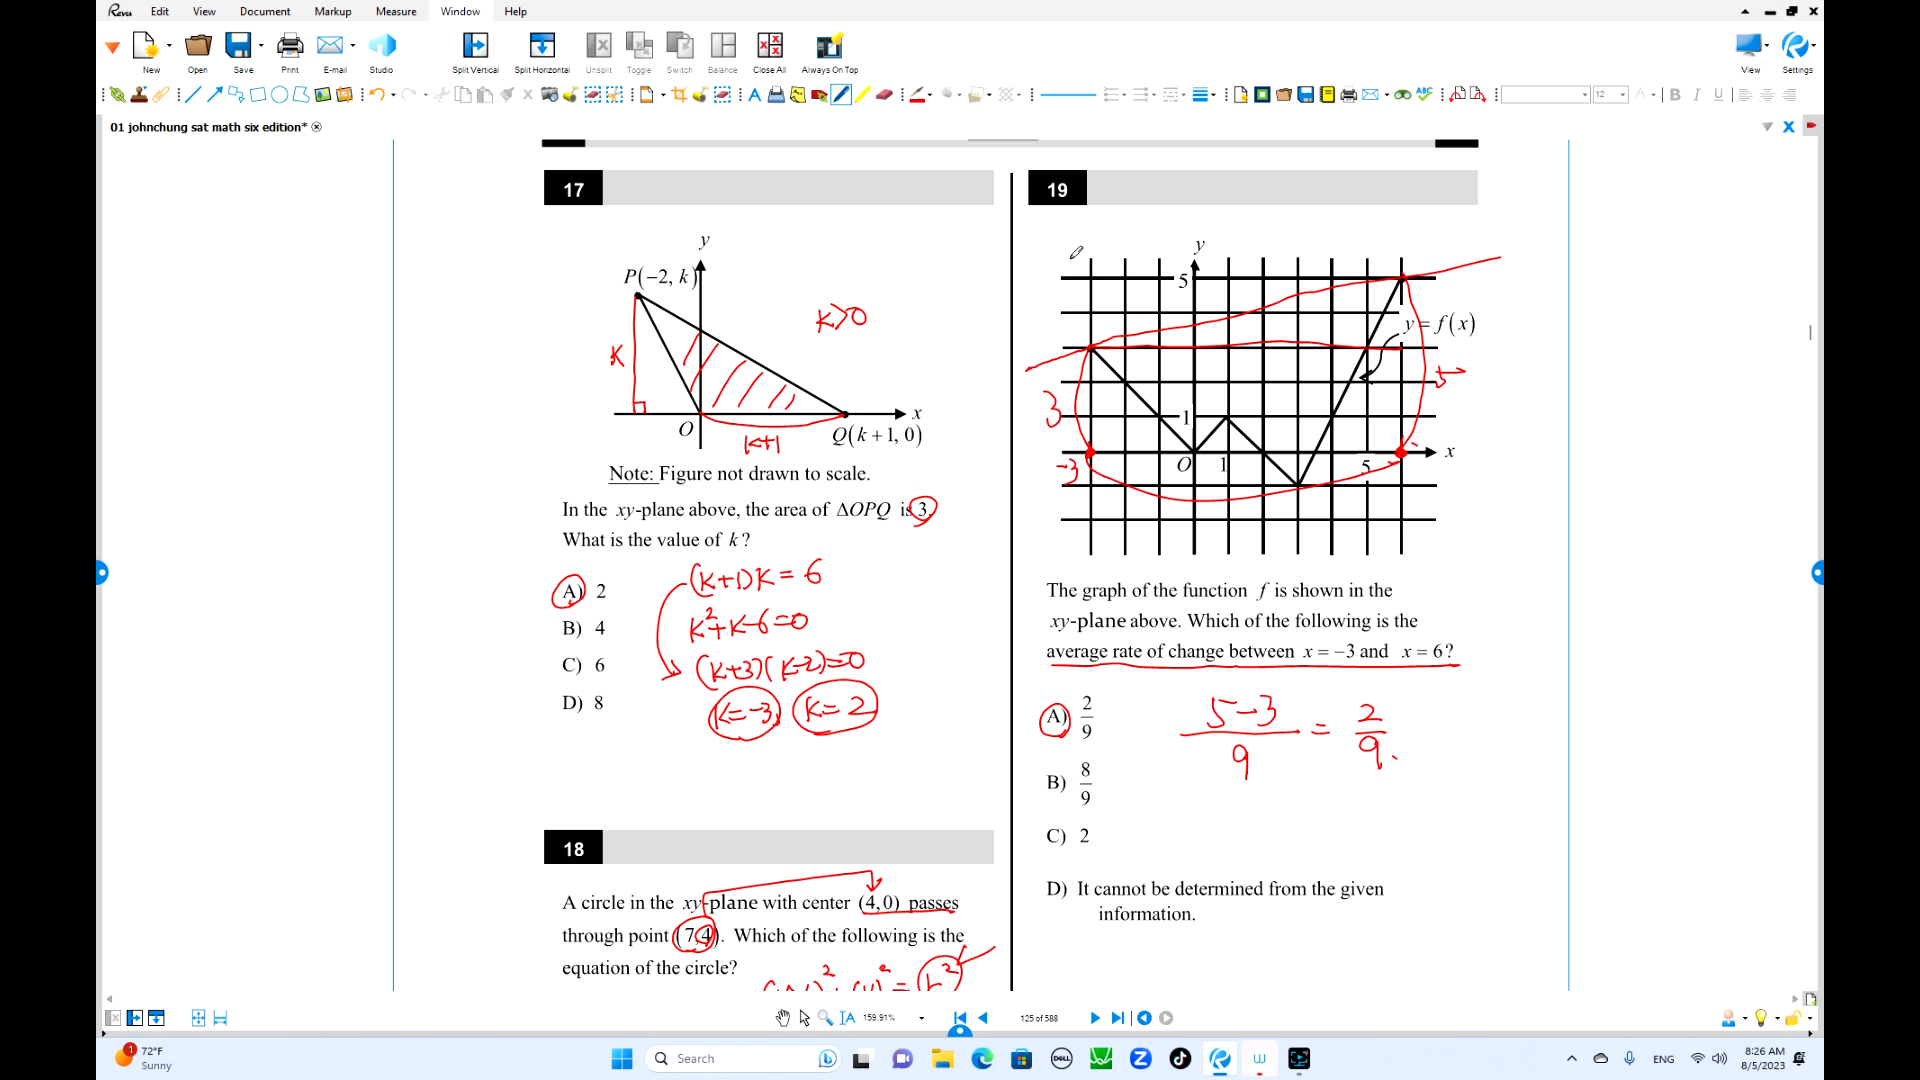 Revu Edit View Document Markup Measure Window Help
New Open Save Print E-mail Studio Split Vertical Split Horizontal Unsplit Toggle Switch Balance Close All Always On Top View Settings
12 B I U
01 johnchung sat math six edition*
17
y
P(−2, k)
k>0
K
x
O
k+1
Q(k+1, 0)
Note: Figure not drawn to scale.
In the xy-plane above, the area of ΔOPQ is 3.
What is the value of k?
A) 2
B) 4
C) 6
D) 8
(k+1)k = 6
k²+k-6=0
(k+3)(k-2)=0
k=-3, k=2
18
A circle in the xy-plane with center (4,0) passes
through point (7,4). Which of the following is the
equation of the circle?
19
y
5
y = f(x)
5
3
1
x
-3
O
1
5
The graph of the function f is shown in the
xy-plane above. Which of the following is the
average rate of change between x = −3 and x = 6?
A) 2/9
B) 8/9
C) 2
D) It cannot be determined from the given
information.
5-3/9 = 2/9.
159.91%
125 of 588
72°F
Sunny
Search
DELL
ENG
8:26 AM
8/5/2023